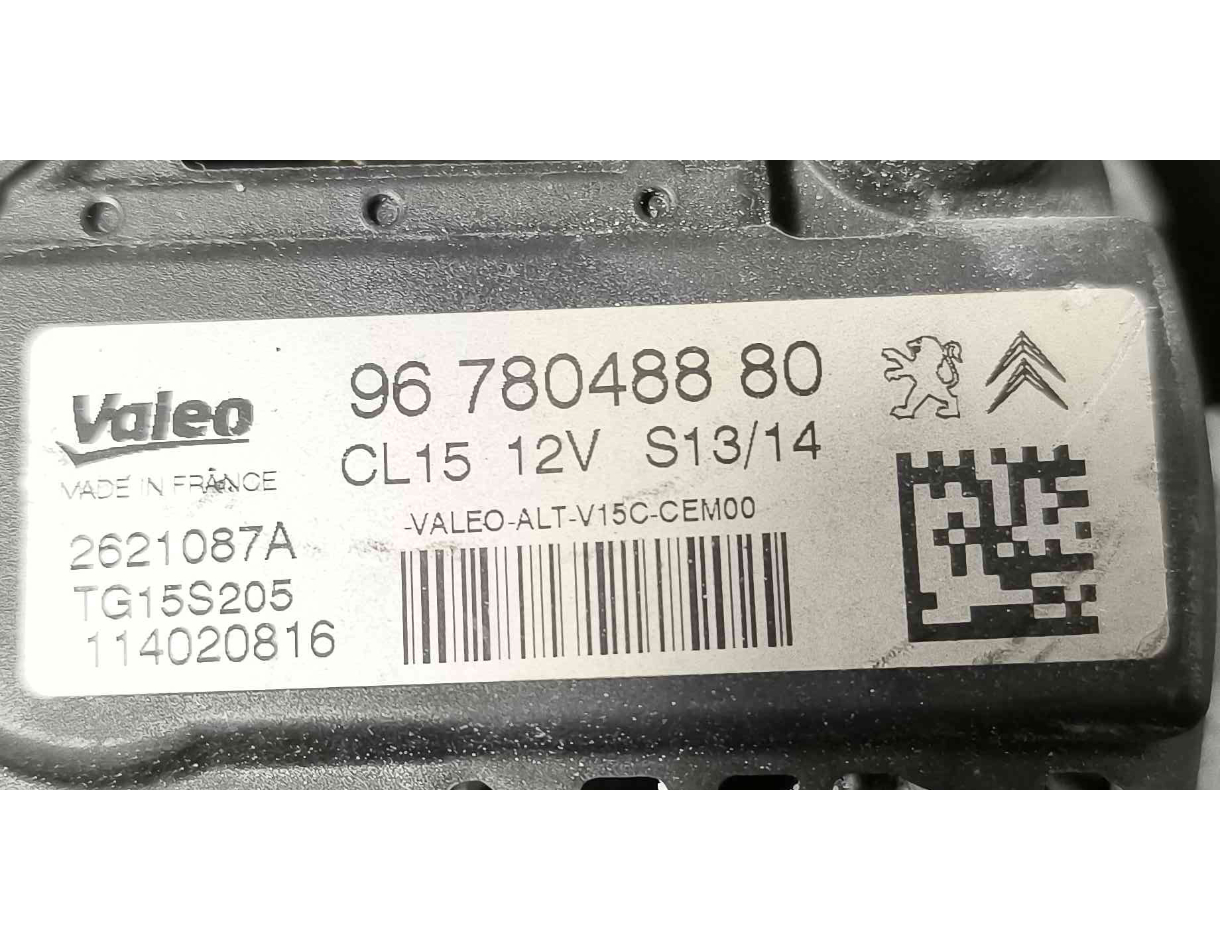 Valeo
MADE IN FRANCE
96 780488 80
CL15 12V S13/14
-VALEO-ALT-V15C-CEM00
2621087A
TG15S205
114020816